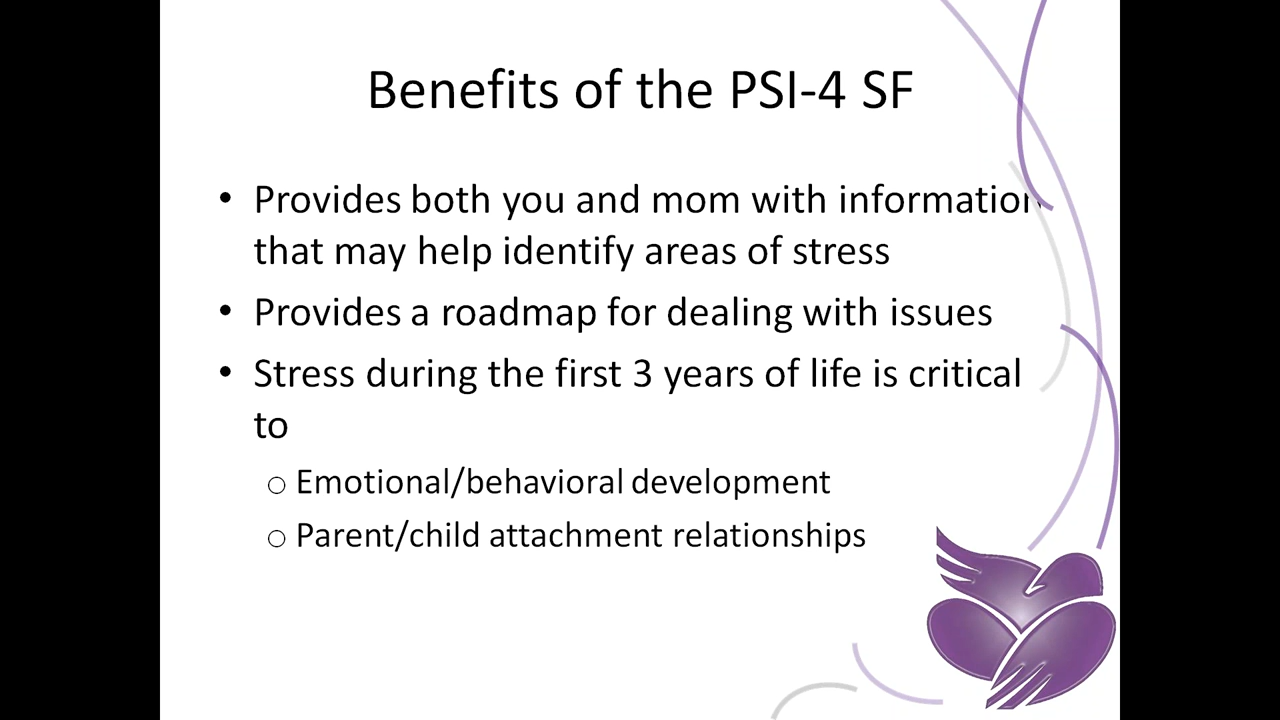 Benefits of the PSI-4 SF
• Provides both you and mom with information
that may help identify areas of stress
• Provides a roadmap for dealing with issues
• Stress during the first 3 years of life is critical
to
o Emotional/behavioral development
o Parent/child attachment relationships